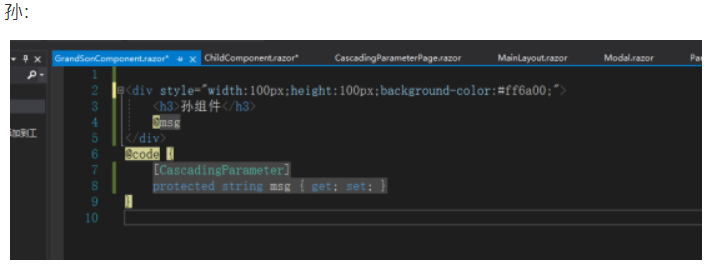 孙：
GrandSonComponent.razor* ChildComponent.razor* CascadingParameterPage.razor MainLayout.razor Modal.razor Pa
1
2 <div style="width:100px;height:100px;background-color:#ff6a00;">
3 <h3>孙组件</h3>
4 @msg
5 </div>
6 @code {
7 [CascadingParameter]
8 protected string msg { get; set; }
9 }
10
加到工